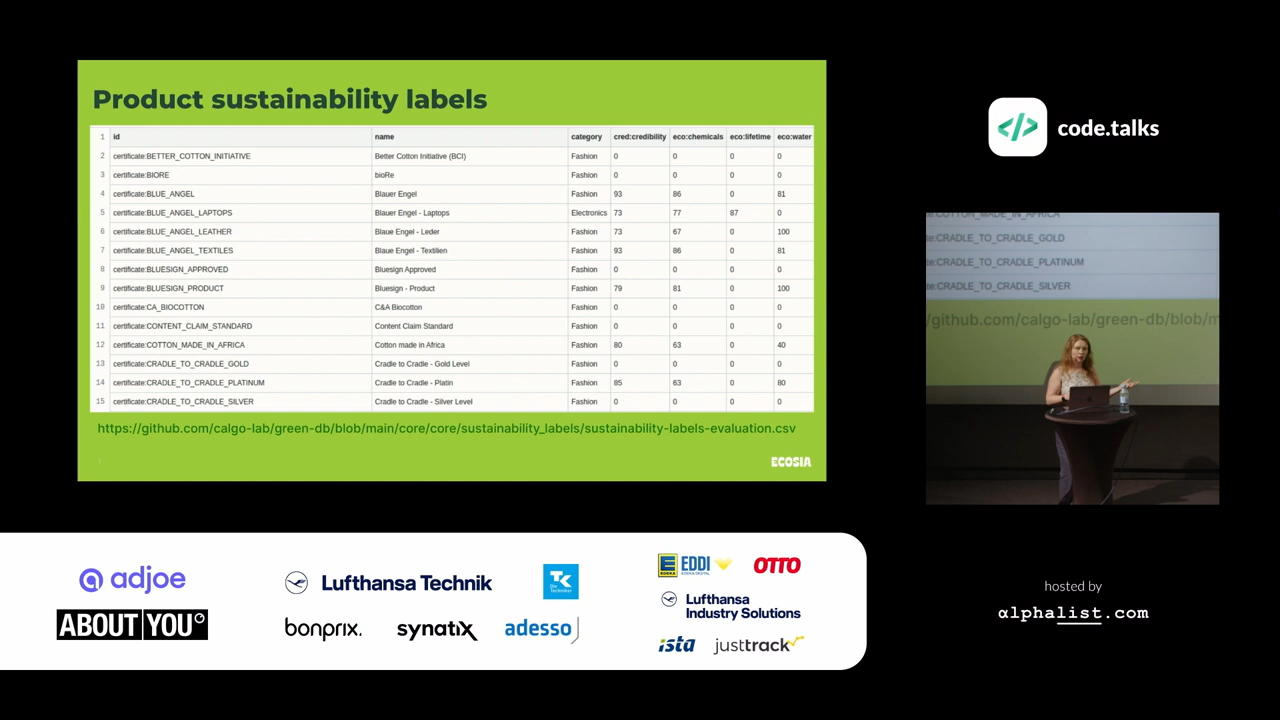 Product sustainability labels
1 id name category cred:credibility eco:chemicals eco:lifetime eco:water
2 certificate:BETTER_COTTON_INITIATIVE Better Cotton Initiative (BCI) Fashion 0 0 0 0
3 certificate:BIORE bioRe Fashion 0 0 0 0
4 certificate:BLUE_ANGEL Blauer Engel Fashion 93 86 0 81
5 certificate:BLUE_ANGEL_LAPTOPS Blauer Engel - Laptops Electronics 73 77 87 0
6 certificate:BLUE_ANGEL_LEATHER Blaue Engel - Leder Fashion 73 67 0 100
7 certificate:BLUE_ANGEL_TEXTILES Blaue Engel - Textilien Fashion 93 86 0 81
8 certificate:BLUESIGN_APPROVED Bluesign Approved Fashion 0 0 0 0
9 certificate:BLUESIGN_PRODUCT Bluesign - Product Fashion 79 81 0 100
10 certificate:CA_BIOCOTTON C&A Biocotton Fashion 0 0 0 0
11 certificate:CONTENT_CLAIM_STANDARD Content Claim Standard Fashion 0 0 0 0
12 certificate:COTTON_MADE_IN_AFRICA Cotton made in Africa Fashion 80 63 0 40
13 certificate:CRADLE_TO_CRADLE_GOLD Cradle to Cradle - Gold Level Fashion 0 0 0 0
14 certificate:CRADLE_TO_CRADLE_PLATINUM Cradle to Cradle - Platin Fashion 85 63 0 80
15 certificate:CRADLE_TO_CRADLE_SILVER Cradle to Cradle - Silver Level Fashion 0 0 0 0
https://github.com/calgo-lab/green-db/blob/main/core/core/sustainability_labels/sustainability-labels-evaluation.csv
ECOSIA
</> code.talks
te:COTTON_MADE_IN_AFRICA
te:CRADLE_TO_CRADLE_GOLD
te:CRADLE_TO_CRADLE_PLATINUM
te:CRADLE_TO_CRADLE_SILVER
/github.com/calgo-lab/green-db/blob/m
adjoe
ABOUT YOU
Lufthansa Technik
TK
Die Techniker
bonprix.
synatix
adesso
EDEKA
EDDI
EDEKA DIGITAL
OTTO
Lufthansa
Industry Solutions
ista
justtrack
hosted by
alphalist.com